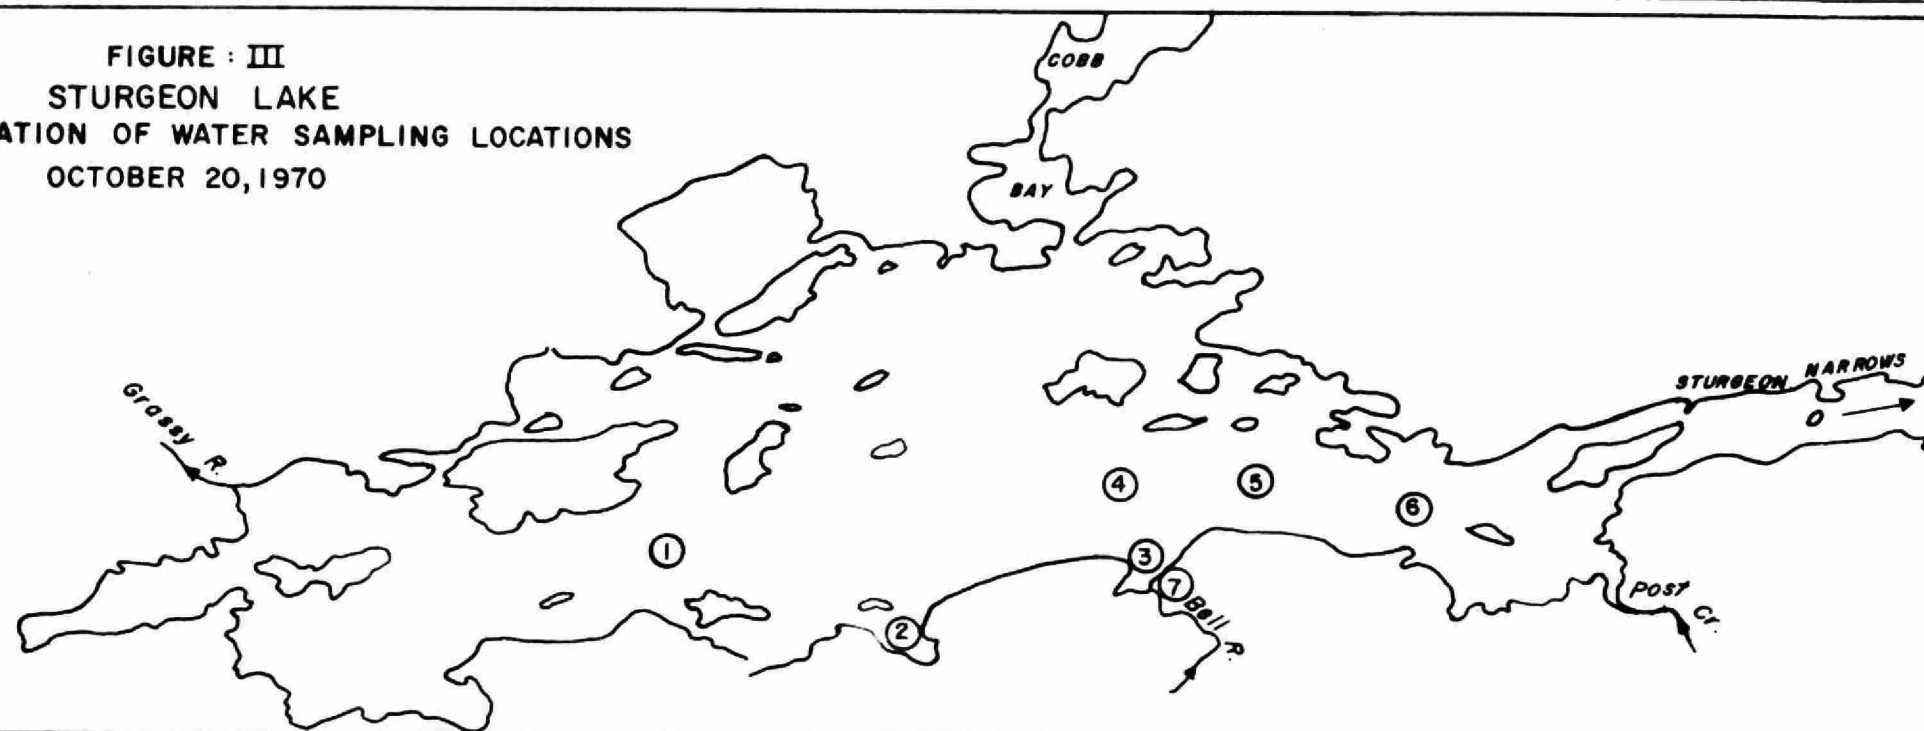 FIGURE : III
STURGEON LAKE
ATION OF WATER SAMPLING LOCATIONS
OCTOBER 20, 1970
COBB
BAY
STURGEON NARROWS
Grassy R.
1
2
3
4
5
6
7
Bell R.
POST Cr.